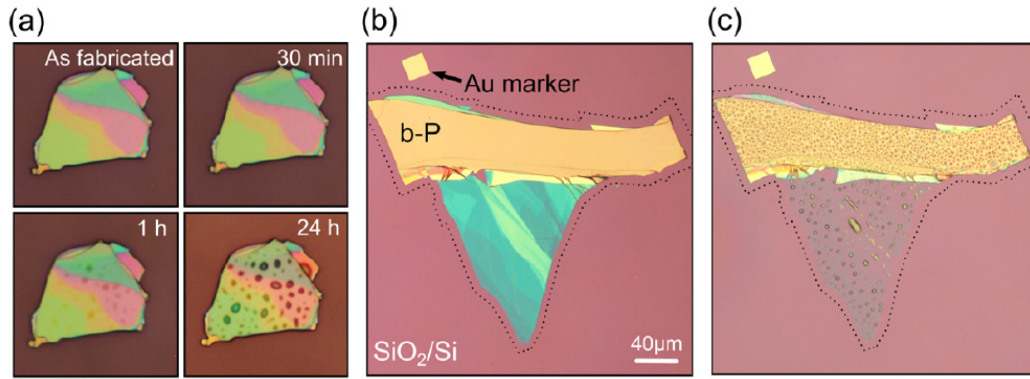 (a)
As fabricated
30 min
1 h
24 h
(b)
Au marker
b-P
SiO₂/Si
40μm
(c)